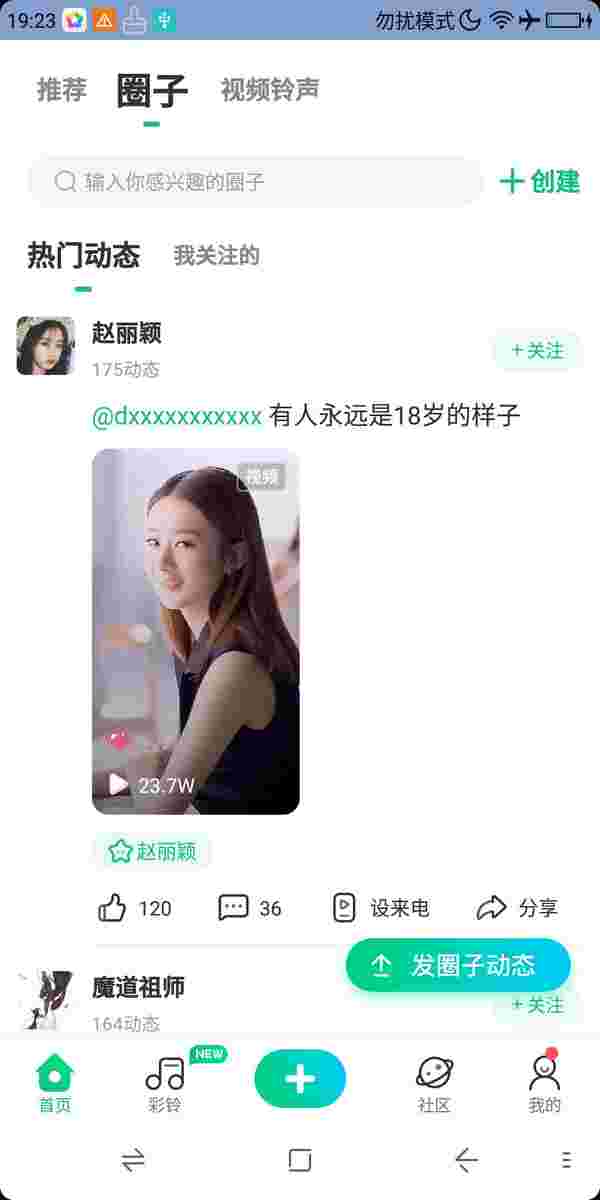 19:23 勿扰模式
推荐 圈子 视频铃声
输入你感兴趣的圈子 创建
热门动态 我关注的
赵丽颖
175动态
+关注
@dxxxxxxxxxxx 有人永远是18岁的样子
视频
23.7W
赵丽颖
120 36 设来电 分享
发圈子动态
魔道祖师
164动态
+关注
NEW
首页 彩铃 社区 我的